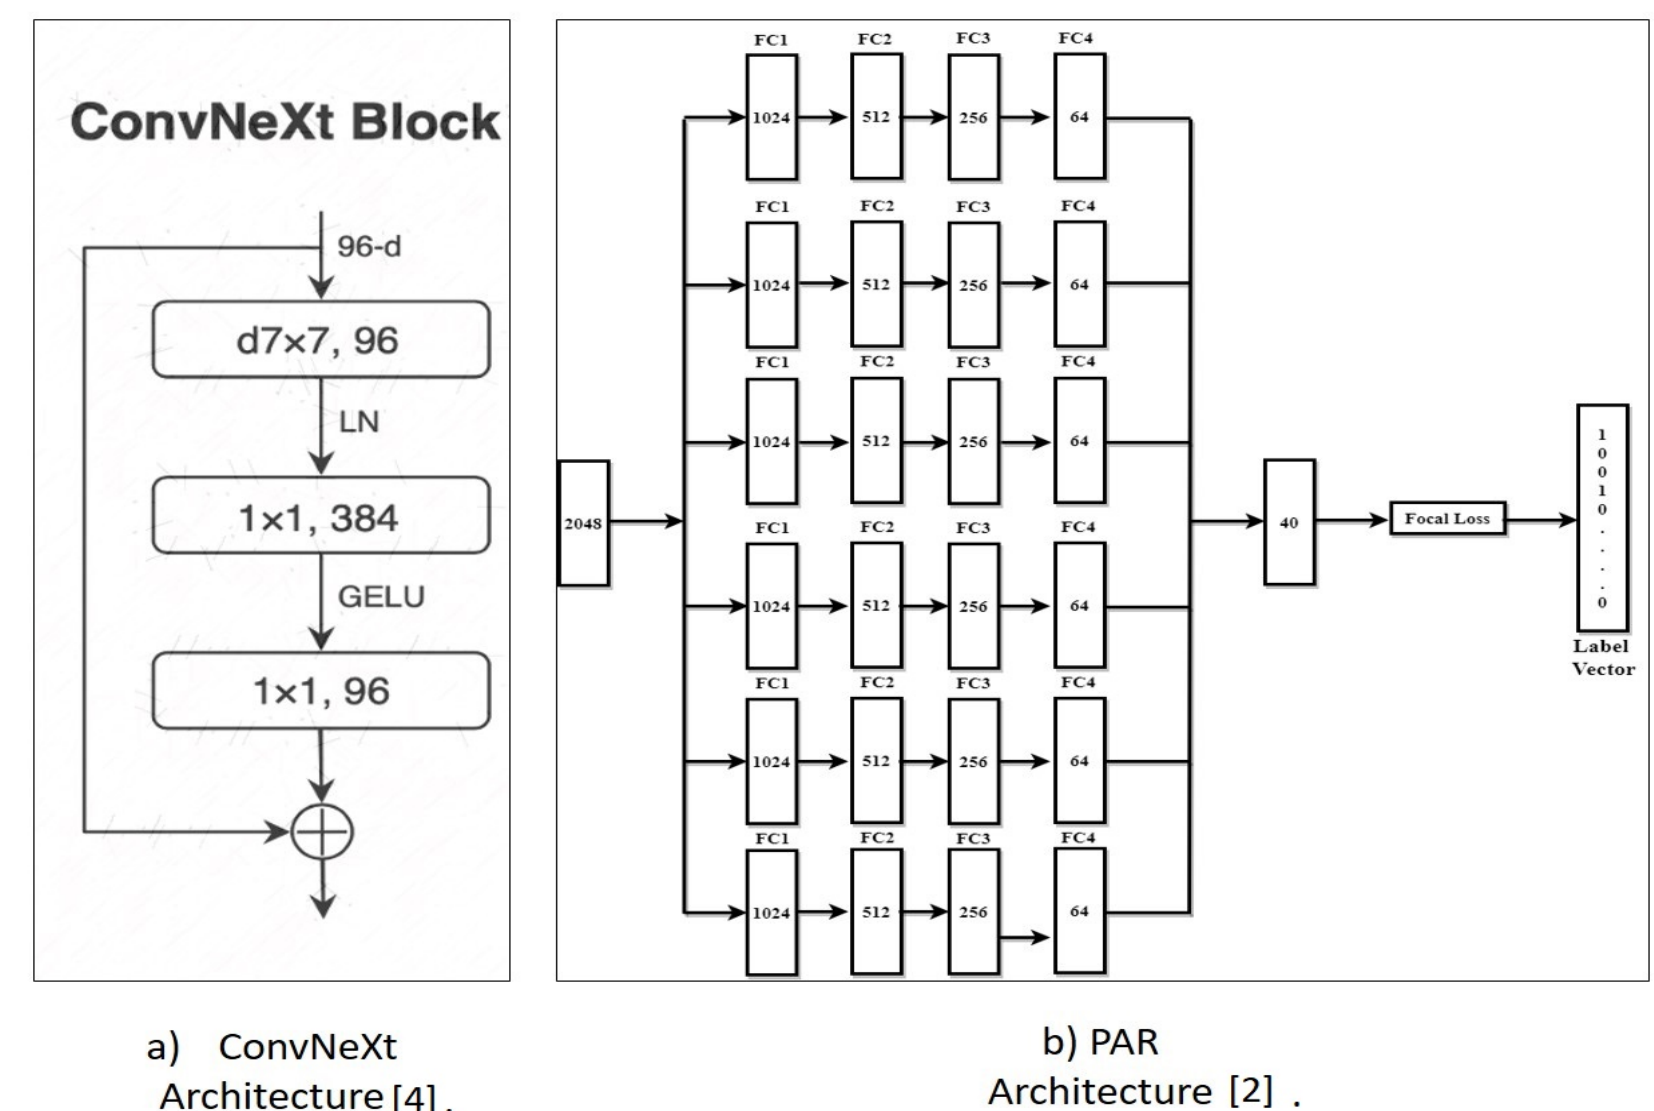 ConvNeXt Block
96-d
d7×7, 96
LN
1×1, 384
GELU
1×1, 96
a) ConvNeXt
Architecture [4] .
FC1 FC2 FC3 FC4
1024 512 256 64
FC1 FC2 FC3 FC4
1024 512 256 64
FC1 FC2 FC3 FC4
1024 512 256 64
2048
FC1 FC2 FC3 FC4
1024 512 256 64
FC1 FC2 FC3 FC4
1024 512 256 64
FC1 FC2 FC3 FC4
1024 512 256 64
40
Focal Loss
1
0
0
1
0
.
.
.
.
0
Label
Vector
b) PAR
Architecture [2] .